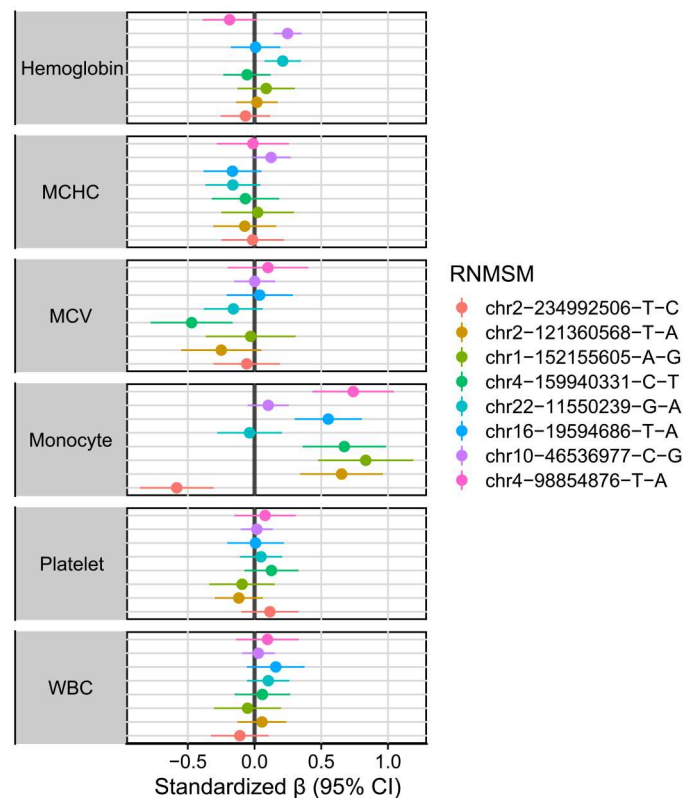 Hemoglobin
MCHC
MCV
Monocyte
Platelet
WBC
−0.5 0.0 0.5 1.0
Standardized β (95% CI)
RNMSM
chr2−234992506−T−C
chr2−121360568−T−A
chr1−152155605−A−G
chr4−159940331−C−T
chr22−11550239−G−A
chr16−19594686−T−A
chr10−46536977−C−G
chr4−98854876−T−A